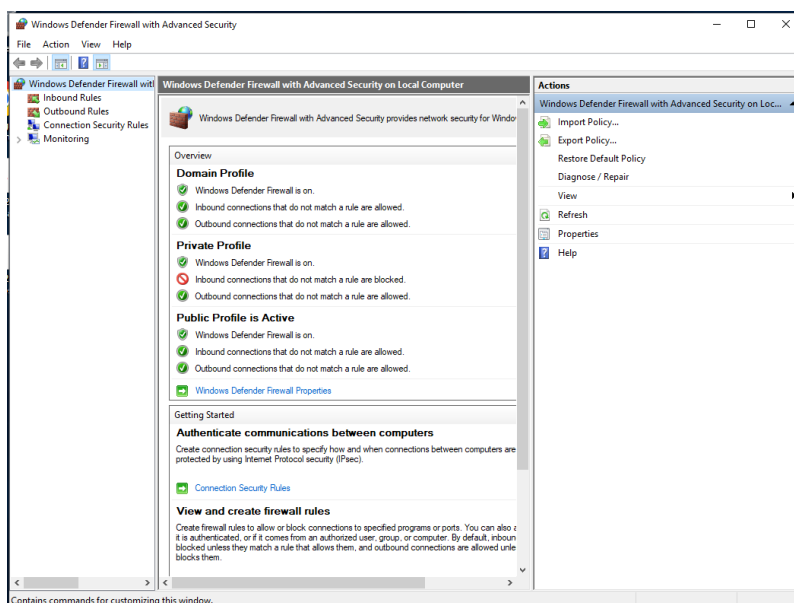 Windows Defender Firewall with Advanced Security
File Action View Help
Windows Defender Firewall witl
Inbound Rules
Outbound Rules
Connection Security Rules
Monitoring
Windows Defender Firewall with Advanced Security on Local Computer
Windows Defender Firewall with Advanced Security provides network security for Window
Overview
Domain Profile
Windows Defender Firewall is on.
Inbound connections that do not match a rule are allowed.
Outbound connections that do not match a rule are allowed.
Private Profile
Windows Defender Firewall is on.
Inbound connections that do not match a rule are blocked.
Outbound connections that do not match a rule are allowed.
Public Profile is Active
Windows Defender Firewall is on.
Inbound connections that do not match a rule are allowed.
Outbound connections that do not match a rule are allowed.
Windows Defender Firewall Properties
Getting Started
Authenticate communications between computers
Create connection security rules to specify how and when connections between computers are
protected by using Internet Protocol security (IPsec).
Connection Security Rules
View and create firewall rules
Create firewall rules to allow or block connections to specified programs or ports. You can also a
it is authenticated, or if it comes from an authorized user, group, or computer. By default, inboun
blocked unless they match a rule that allows them, and outbound connections are allowed unle
blocks them.
Actions
Windows Defender Firewall with Advanced Security on Loc...
Import Policy...
Export Policy...
Restore Default Policy
Diagnose / Repair
View
Refresh
Properties
Help
Contains commands for customizing this window.